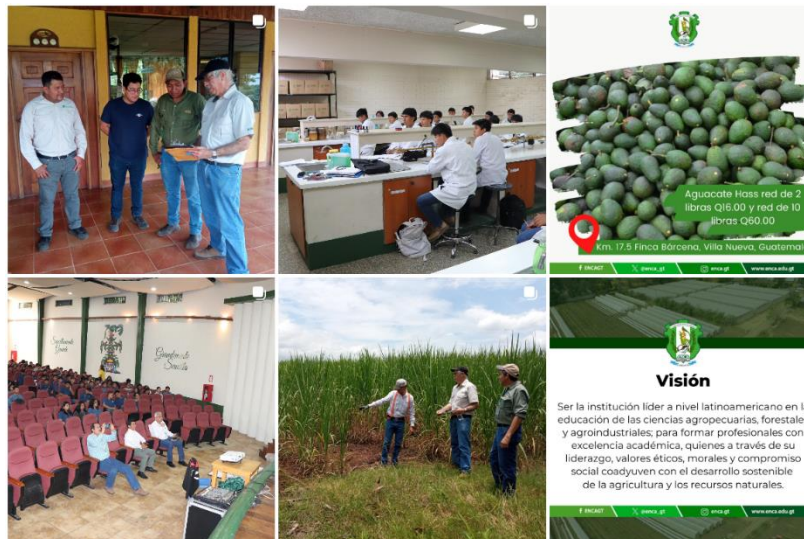 Aguacate Hass red de 2
libras Q16.00 y red de 10
libras Q60.00
Km. 17.5 Finca Bárcena, Villa Nueva, Guatemal
ENCAGT @enca_gt enca.gt www.enca.edu.gt
Visión
Ser la institución líder a nivel latinoamericano en la
educación de las ciencias agropecuarias, forestale
y agroindustriales; para formar profesionales con
excelencia académica, quienes a través de su
liderazgo, valores éticos, morales y compromiso
social coadyuven con el desarrollo sostenible
de la agricultura y los recursos naturales.
ENCAGT @enca_gt enca.gt www.enca.edu.gt